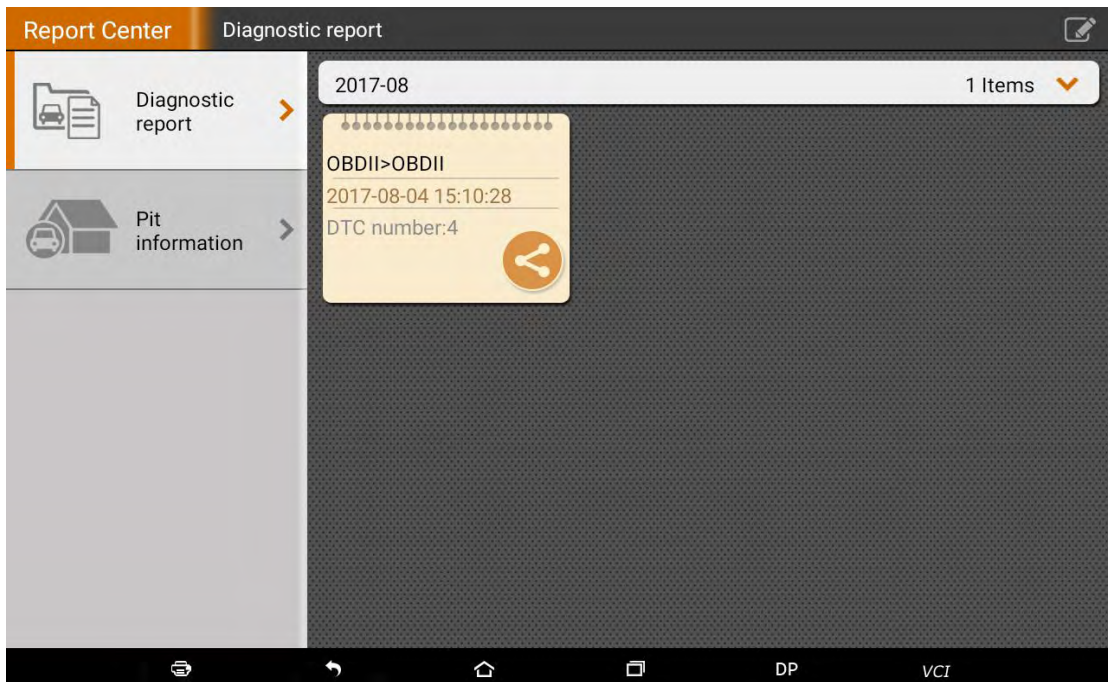 Report Center
Diagnostic report
Diagnostic
report
Pit
information
2017-08
1 Items
OBDII>OBDII
2017-08-04 15:10:28
DTC number:4
DP
VCI